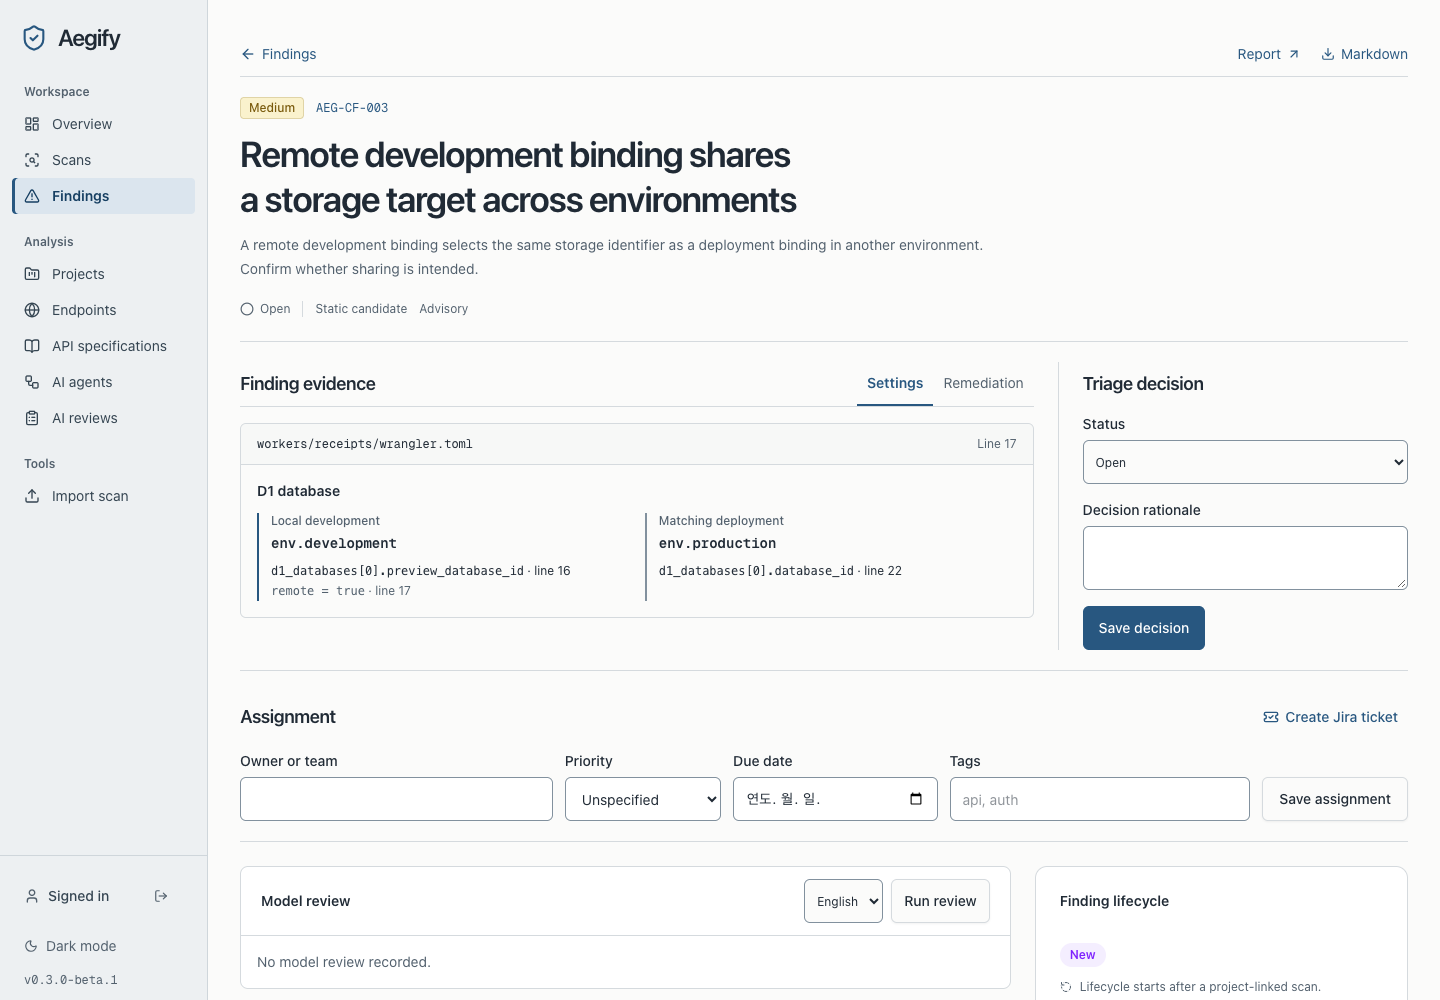 Aegify
Workspace
Overview
Scans
Findings
Analysis
Projects
Endpoints
API specifications
AI agents
AI reviews
Tools
Import scan
Signed in
Dark mode
v0.3.0-beta.1
Findings
Report
Markdown
Medium
AEG-CF-003
Remote development binding shares
a storage target across environments
A remote development binding selects the same storage identifier as a deployment binding in another environment.
Confirm whether sharing is intended.
Open
Static candidate
Advisory
Finding evidence
Settings
Remediation
workers/receipts/wrangler.toml
Line 17
D1 database
Local development
env.development
d1_databases[0].preview_database_id · line 16
remote = true · line 17
Matching deployment
env.production
d1_databases[0].database_id · line 22
Triage decision
Status
Open
Decision rationale
Save decision
Assignment
Create Jira ticket
Owner or team
Priority
Unspecified
Due date
연도. 월. 일.
Tags
api, auth
Save assignment
Model review
English
Run review
No model review recorded.
Finding lifecycle
New
Lifecycle starts after a project-linked scan.